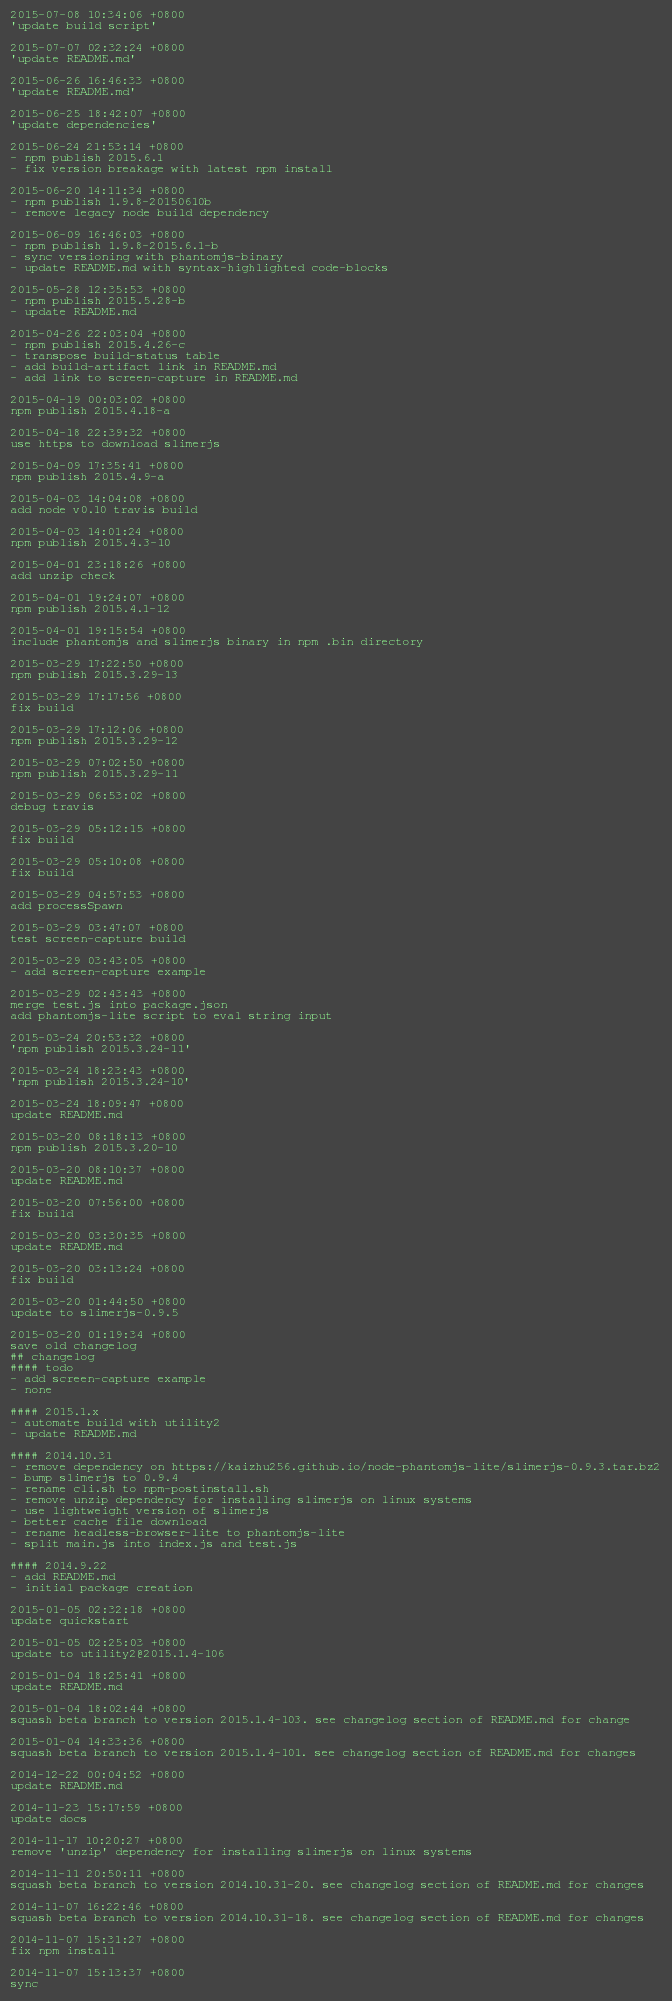 2015-07-08 10:34:06 +0800
'update build script'
2015-07-07 02:32:24 +0800
'update README.md'
2015-06-26 16:46:33 +0800
'update README.md'
2015-06-25 18:42:07 +0800
'update dependencies'
2015-06-24 21:53:14 +0800
- npm publish 2015.6.1
- fix version breakage with latest npm install
2015-06-20 14:11:34 +0800
- npm publish 1.9.8-20150610b
- remove legacy node build dependency
2015-06-09 16:46:03 +0800
- npm publish 1.9.8-2015.6.1-b
- sync versioning with phantomjs-binary
- update README.md with syntax-highlighted code-blocks
2015-05-28 12:35:53 +0800
- npm publish 2015.5.28-b
- update README.md
2015-04-26 22:03:04 +0800
- npm publish 2015.4.26-c
- transpose build-status table
- add build-artifact link in README.md
- add link to screen-capture in README.md
2015-04-19 00:03:02 +0800
npm publish 2015.4.18-a
2015-04-18 22:39:32 +0800
use https to download slimerjs
2015-04-09 17:35:41 +0800
npm publish 2015.4.9-a
2015-04-03 14:04:08 +0800
add node v0.10 travis build
2015-04-03 14:01:24 +0800
npm publish 2015.4.3-10
2015-04-01 23:18:26 +0800
add unzip check
2015-04-01 19:24:07 +0800
npm publish 2015.4.1-12
2015-04-01 19:15:54 +0800
include phantomjs and slimerjs binary in npm .bin directory
2015-03-29 17:22:50 +0800
npm publish 2015.3.29-13
2015-03-29 17:17:56 +0800
fix build
2015-03-29 17:12:06 +0800
npm publish 2015.3.29-12
2015-03-29 07:02:50 +0800
npm publish 2015.3.29-11
2015-03-29 06:53:02 +0800
debug travis
2015-03-29 05:12:15 +0800
fix build
2015-03-29 05:10:08 +0800
fix build
2015-03-29 04:57:53 +0800
add processSpawn
2015-03-29 03:47:07 +0800
test screen-capture build
2015-03-29 03:43:05 +0800
- add screen-capture example
2015-03-29 02:43:43 +0800
merge test.js into package.json
add phantomjs-lite script to eval string input
2015-03-24 20:53:32 +0800
'npm publish 2015.3.24-11'
2015-03-24 18:23:43 +0800
'npm publish 2015.3.24-10'
2015-03-24 18:09:47 +0800
update README.md
2015-03-20 08:18:13 +0800
npm publish 2015.3.20-10
2015-03-20 08:10:37 +0800
update README.md
2015-03-20 07:56:00 +0800
fix build
2015-03-20 03:30:35 +0800
update README.md
2015-03-20 03:13:24 +0800
fix build
2015-03-20 01:44:50 +0800
update to slimerjs-0.9.5
2015-03-20 01:19:34 +0800
save old changelog
## changelog
#### todo
- add screen-capture example
- none
#### 2015.1.x
- automate build with utility2
- update README.md
#### 2014.10.31
- remove dependency on https://kaizhu256.github.io/node-phantomjs-lite/slimerjs-0.9.3.tar.bz2
- bump slimerjs to 0.9.4
- rename cli.sh to npm-postinstall.sh
- remove unzip dependency for installing slimerjs on linux systems
- use lightweight version of slimerjs
- better cache file download
- rename headless-browser-lite to phantomjs-lite
- split main.js into index.js and test.js
#### 2014.9.22
- add README.md
- initial package creation
2015-01-05 02:32:18 +0800
update quickstart
2015-01-05 02:25:03 +0800
update to utility2@2015.1.4-106
2015-01-04 18:25:41 +0800
update README.md
2015-01-04 18:02:44 +0800
squash beta branch to version 2015.1.4-103. see changelog section of README.md for change
2015-01-04 14:33:36 +0800
squash beta branch to version 2015.1.4-101. see changelog section of README.md for changes
2014-12-22 00:04:52 +0800
update README.md
2014-11-23 15:17:59 +0800
update docs
2014-11-17 10:20:27 +0800
remove 'unzip' dependency for installing slimerjs on linux systems
2014-11-11 20:50:11 +0800
squash beta branch to version 2014.10.31-20. see changelog section of README.md for changes
2014-11-07 16:22:46 +0800
squash beta branch to version 2014.10.31-18. see changelog section of README.md for changes
2014-11-07 15:31:27 +0800
fix npm install
2014-11-07 15:13:37 +0800
sync